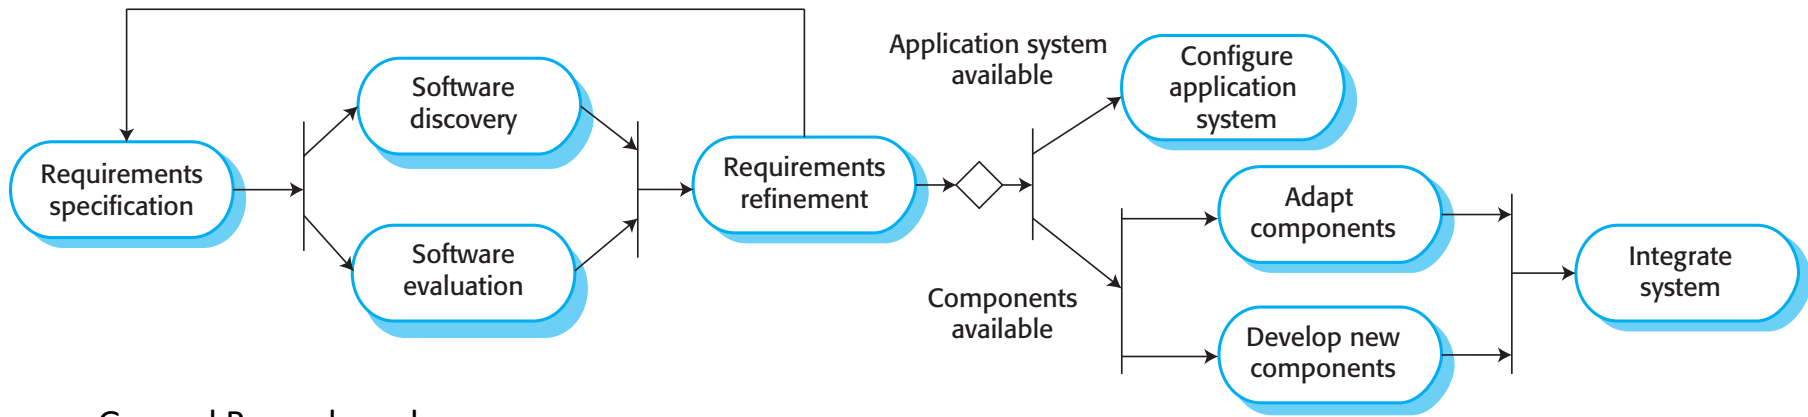 Requirements
specification
Software
discovery
Software
evaluation
Requirements
refinement
Application system
available
Configure
application
system
Components
available
Adapt
components
Develop new
components
Integrate
system